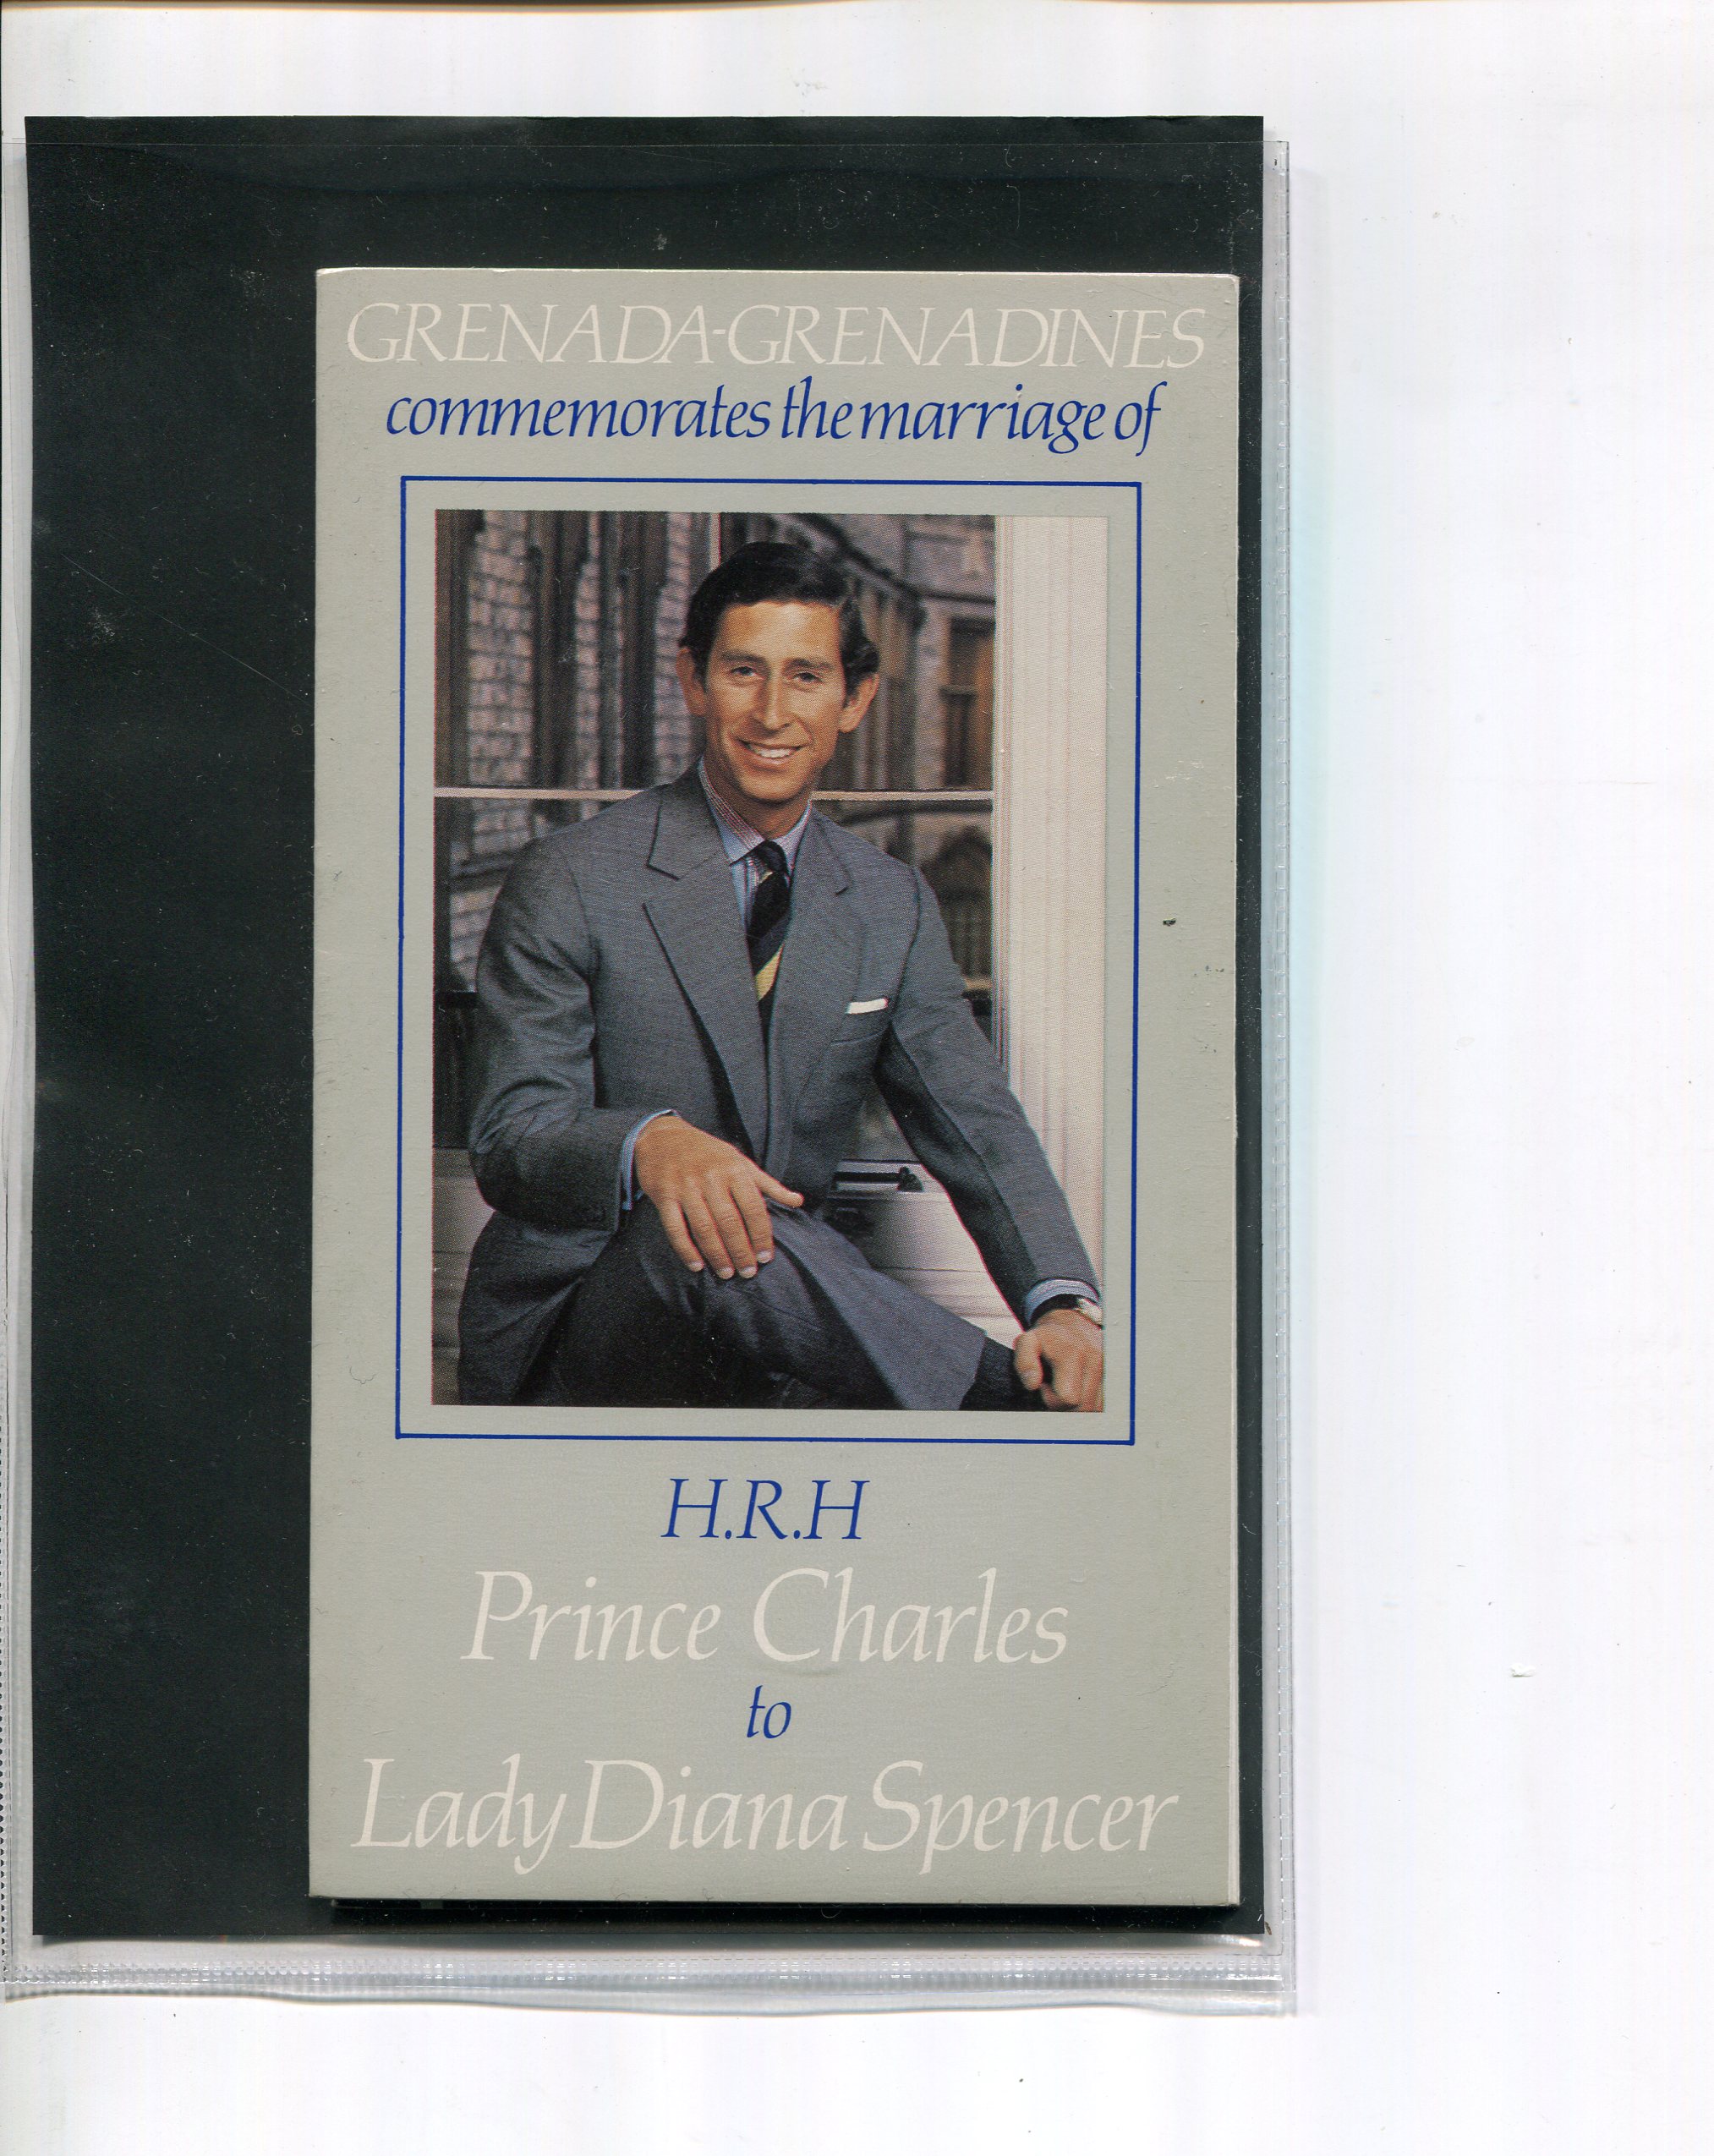 GRENADA-GRENADINES
commemorates the marriage of
H.R.H
Prince Charles
to
Lady Diana Spencer